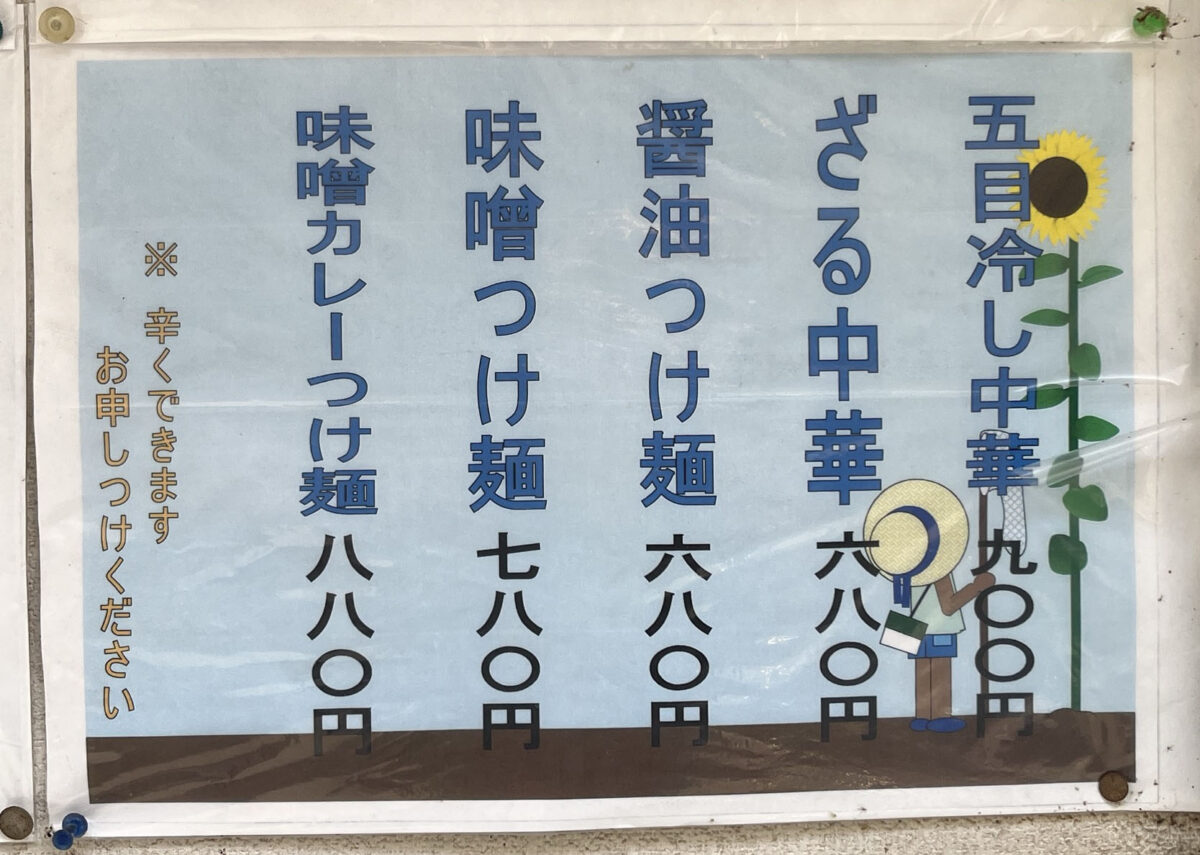 五目冷し中華 九〇〇円
ざる中華 六八〇円
醤油つけ麺 六八〇円
味噌つけ麺 七八〇円
味噌カレーつけ麺 八八〇円
※ 辛くできます
お申しつけください